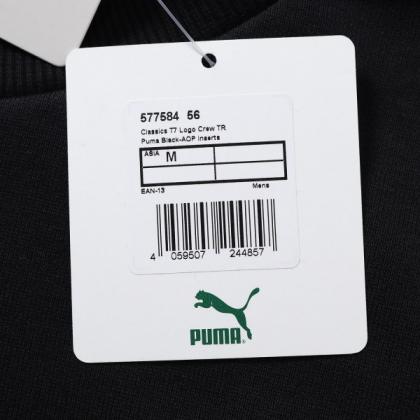 577584 56
Classics T7 Logo Crew TR
Puma Black-AOP Inserts
ASIA M
EAN-13 Mens
4 059507 244857
PUMA®